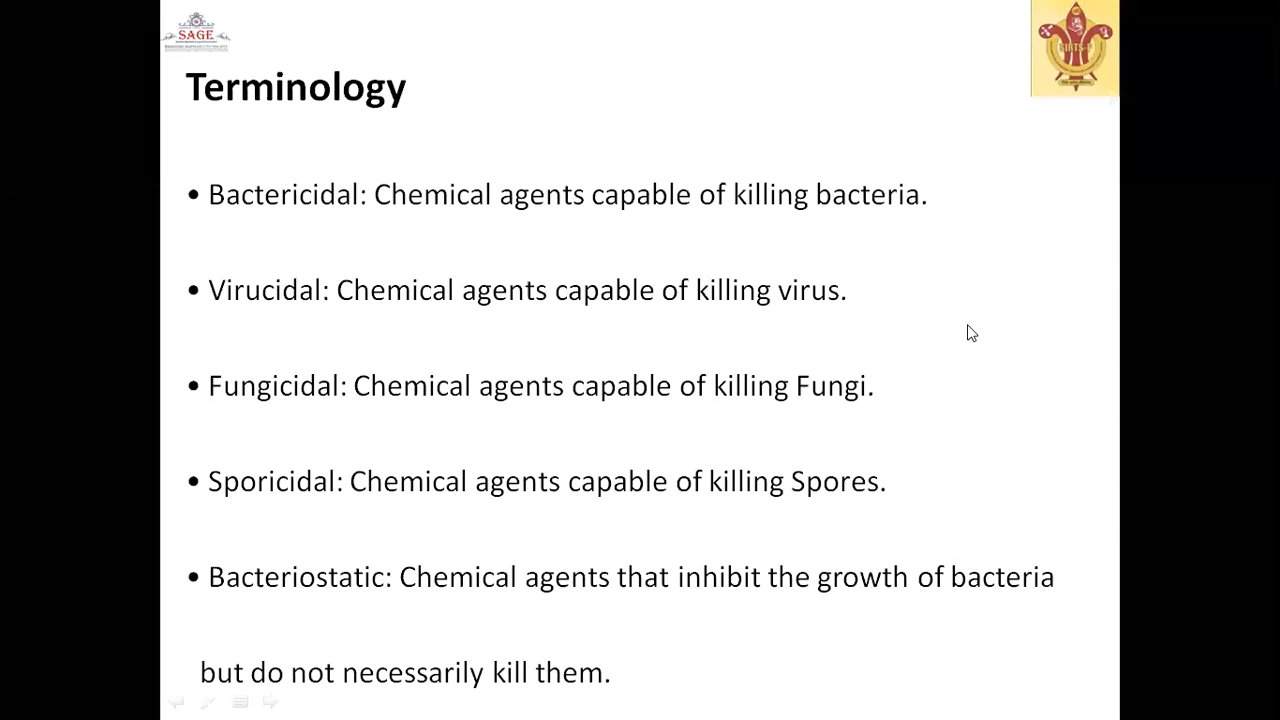 SAGE
Terminology
• Bactericidal: Chemical agents capable of killing bacteria.
• Virucidal: Chemical agents capable of killing virus.
• Fungicidal: Chemical agents capable of killing Fungi.
• Sporicidal: Chemical agents capable of killing Spores.
• Bacteriostatic: Chemical agents that inhibit the growth of bacteria
but do not necessarily kill them.